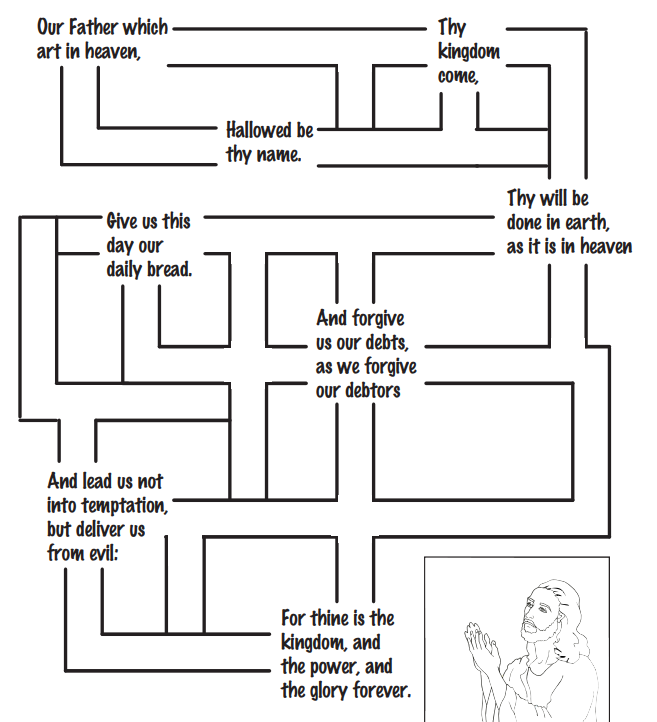 Our Father which
art in heaven,
Thy
kingdom
come,
Hallowed be
thy name.
Thy will be
done in earth,
as it is in heaven
Give us this
day our
daily bread.
And forgive
us our debts,
as we forgive
our debtors
And lead us not
into temptation,
but deliver us
from evil:
For thine is the
kingdom, and
the power, and
the glory forever.